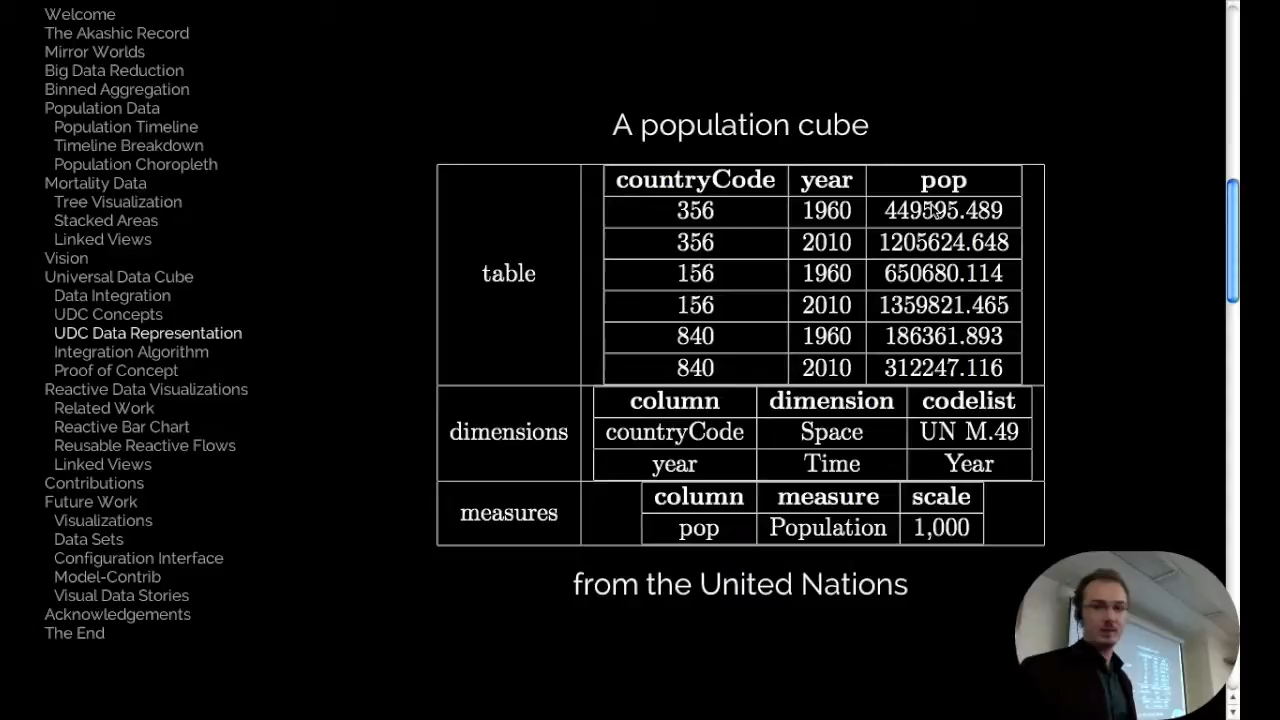 Welcome
The Akashic Record
Mirror Worlds
Big Data Reduction
Binned Aggregation
Population Data
Population Timeline
Timeline Breakdown
Population Choropleth
Mortality Data
Tree Visualization
Stacked Areas
Linked Views
Vision
Universal Data Cube
Data Integration
UDC Concepts
UDC Data Representation
Integration Algorithm
Proof of Concept
Reactive Data Visualizations
Related Work
Reactive Bar Chart
Reusable Reactive Flows
Linked Views
Contributions
Future Work
Visualizations
Data Sets
Configuration Interface
Model-Contrib
Visual Data Stories
Acknowledgements
The End
A population cube
table
countryCode year pop
356 1960 449595.489
356 2010 1205624.648
156 1960 650680.114
156 2010 1359821.465
840 1960 186361.893
840 2010 312247.116
dimensions
column dimension codelist
countryCode Space UN M.49
year Time Year
measures
column measure scale
pop Population 1,000
from the United Nations